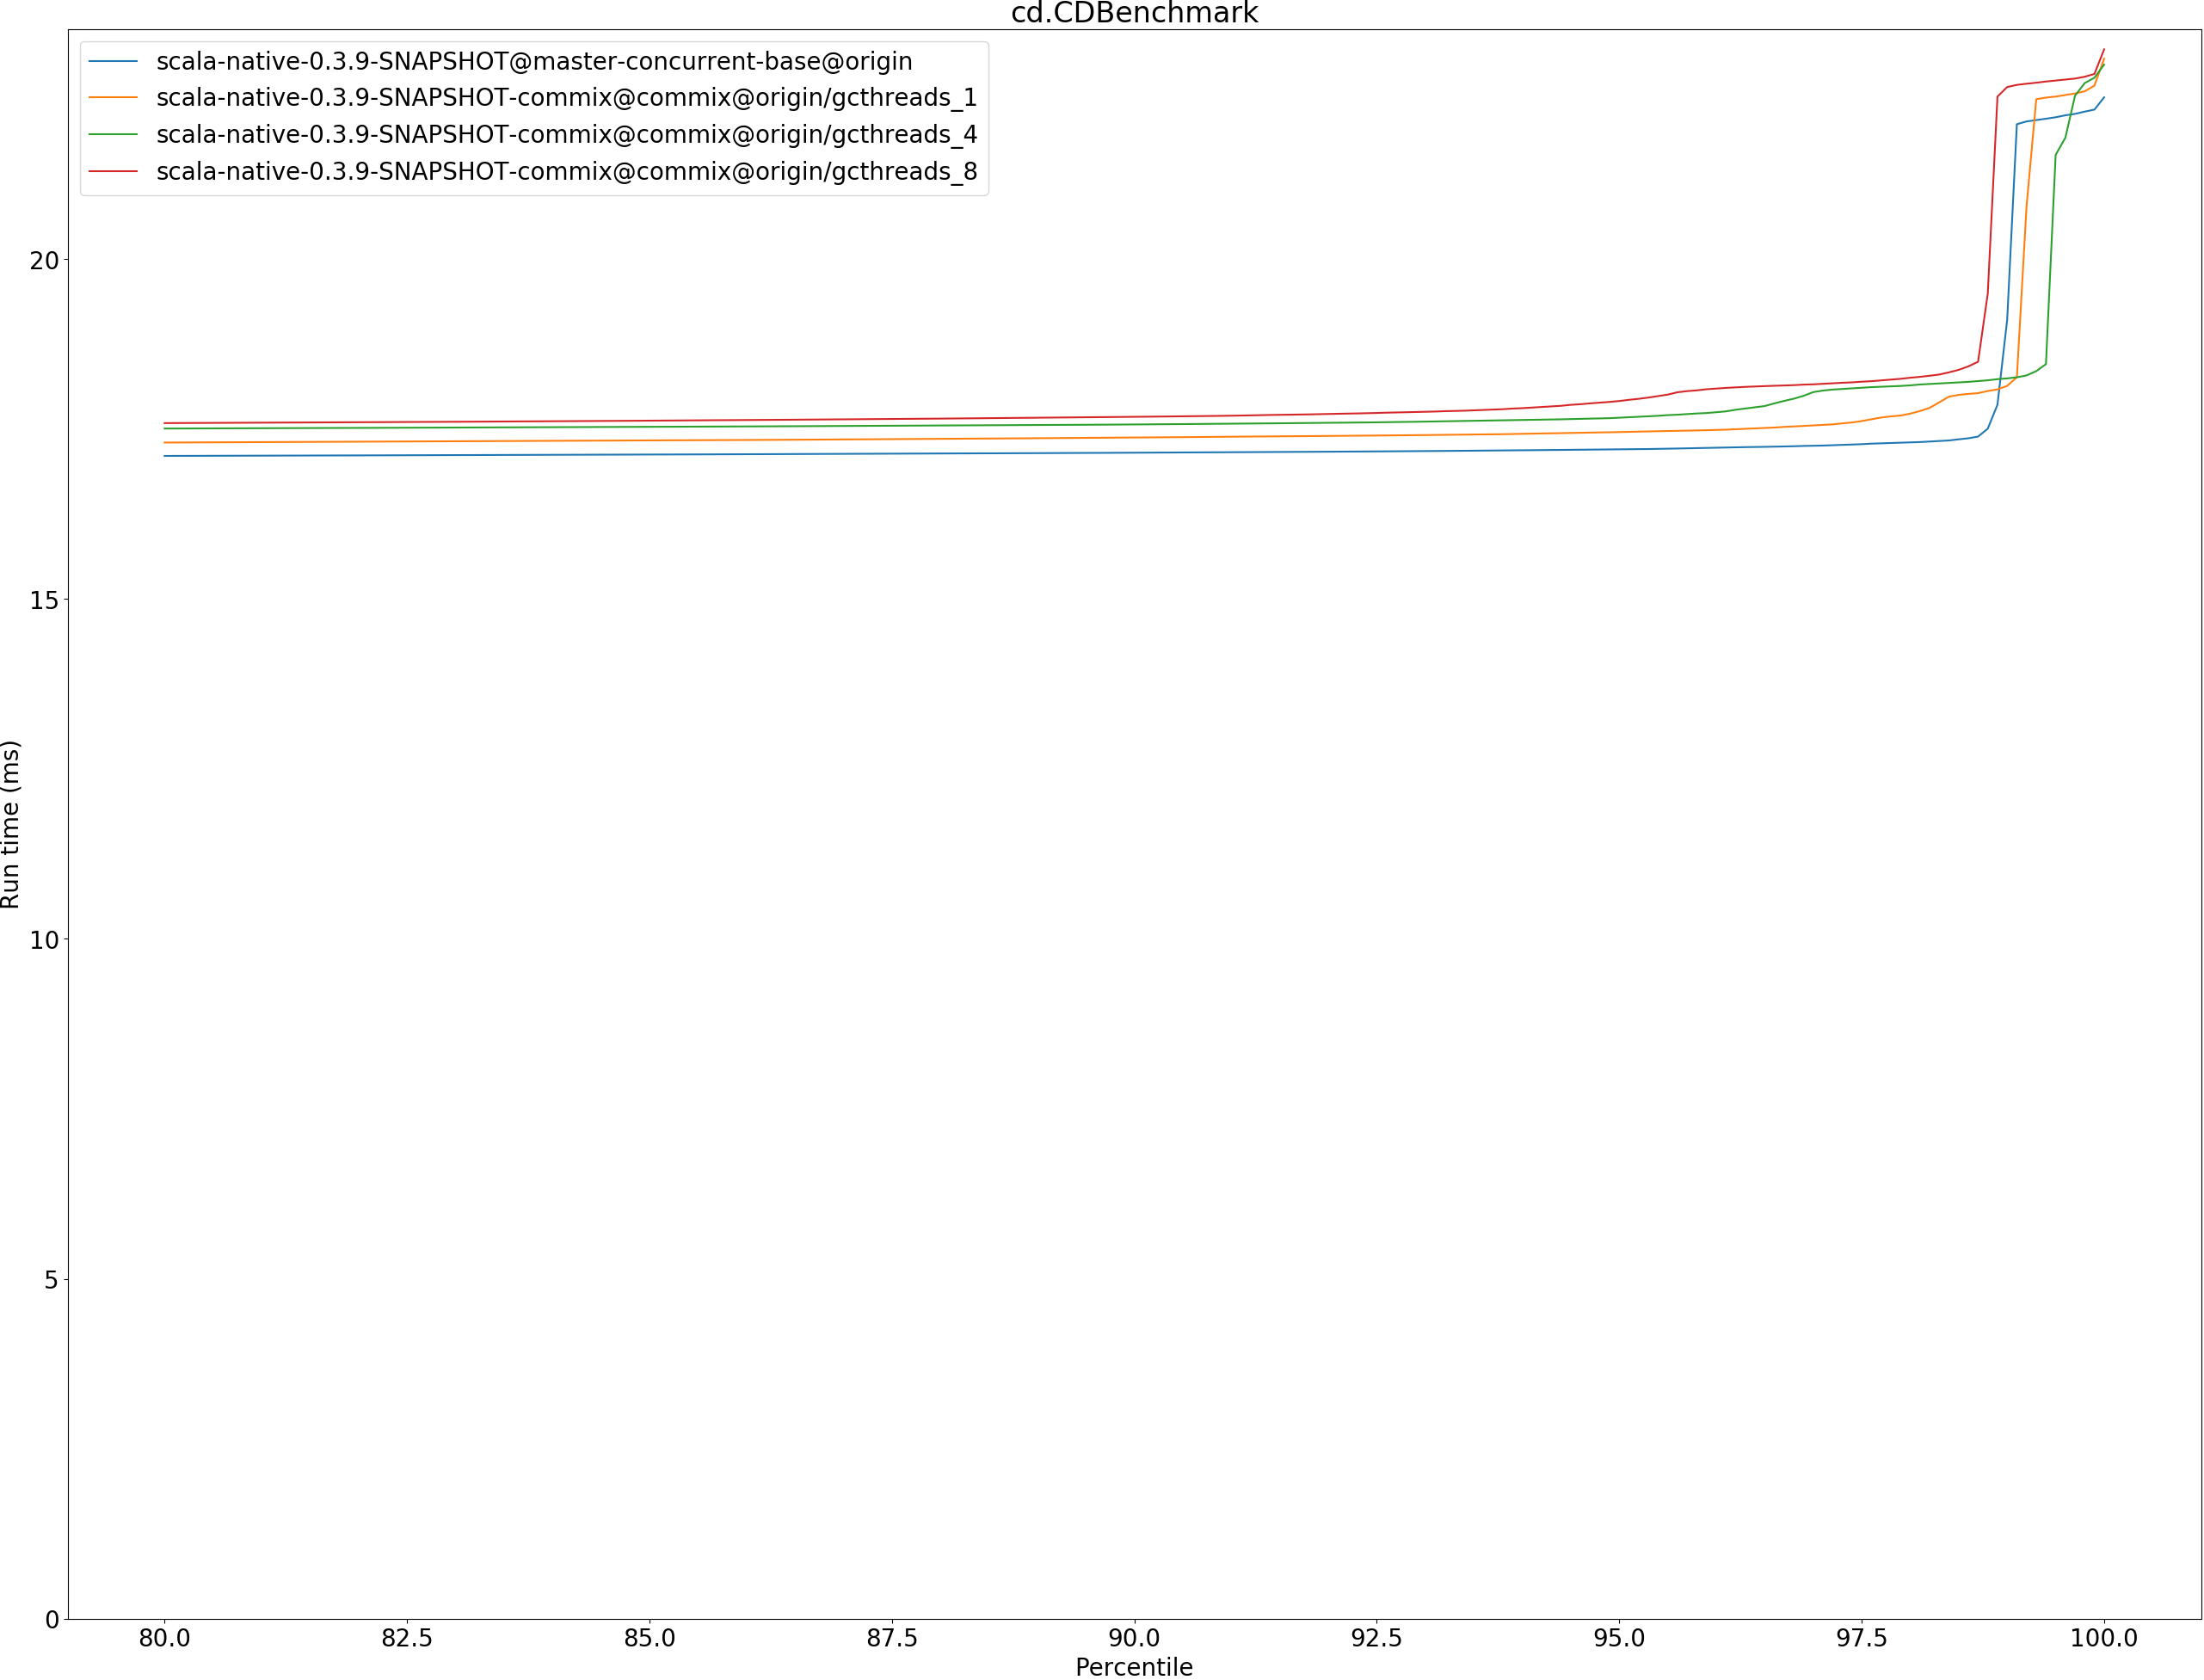 cd.CDBenchmark
scala-native-0.3.9-SNAPSHOT@master-concurrent-base@origin
scala-native-0.3.9-SNAPSHOT-commix@commix@origin/gcthreads_1
scala-native-0.3.9-SNAPSHOT-commix@commix@origin/gcthreads_4
scala-native-0.3.9-SNAPSHOT-commix@commix@origin/gcthreads_8
20
15
10
5
0
Run time (ms)
80.0 82.5 85.0 87.5 90.0 92.5 95.0 97.5 100.0
Percentile